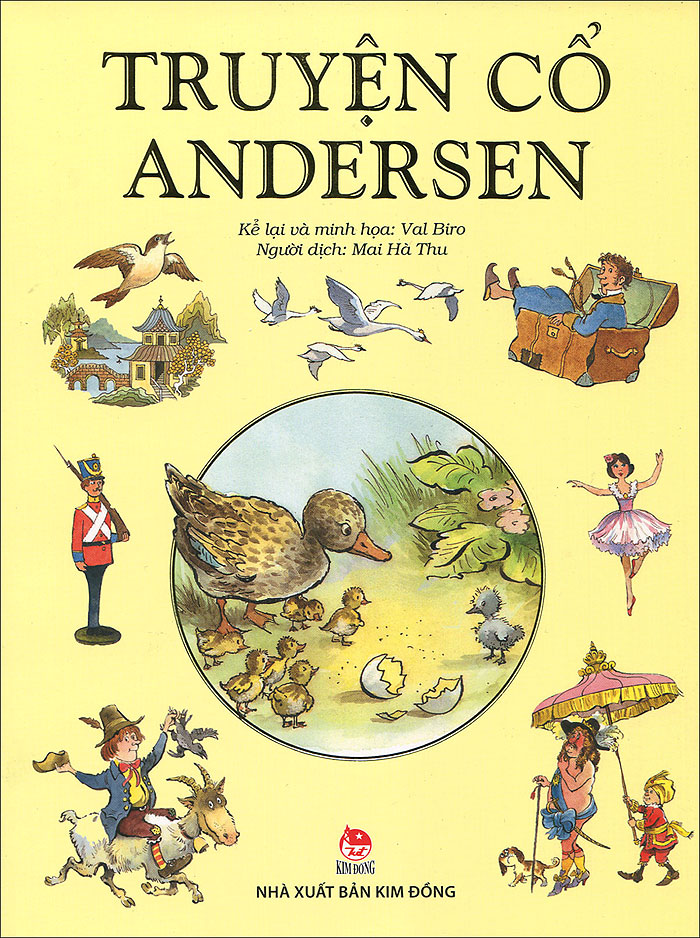 TRUYỆN CỔ
ANDERSEN
Kể lại và minh họa: Val Biro
Người dịch: Mai Hà Thu
KIM ĐỒNG
NHÀ XUẤT BẢN KIM ĐỒNG